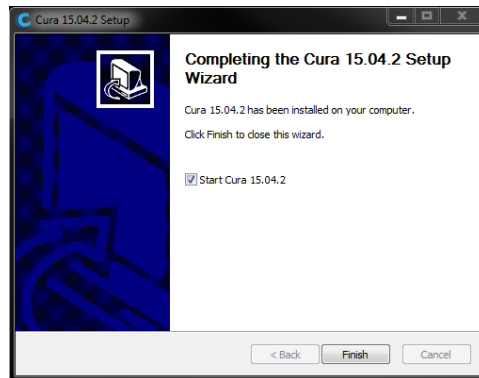 Cura 15.04.2 Setup
Completing the Cura 15.04.2 Setup
Wizard
Cura 15.04.2 has been installed on your computer.
Click Finish to close this wizard.
Start Cura 15.04.2
< Back
Finish
Cancel